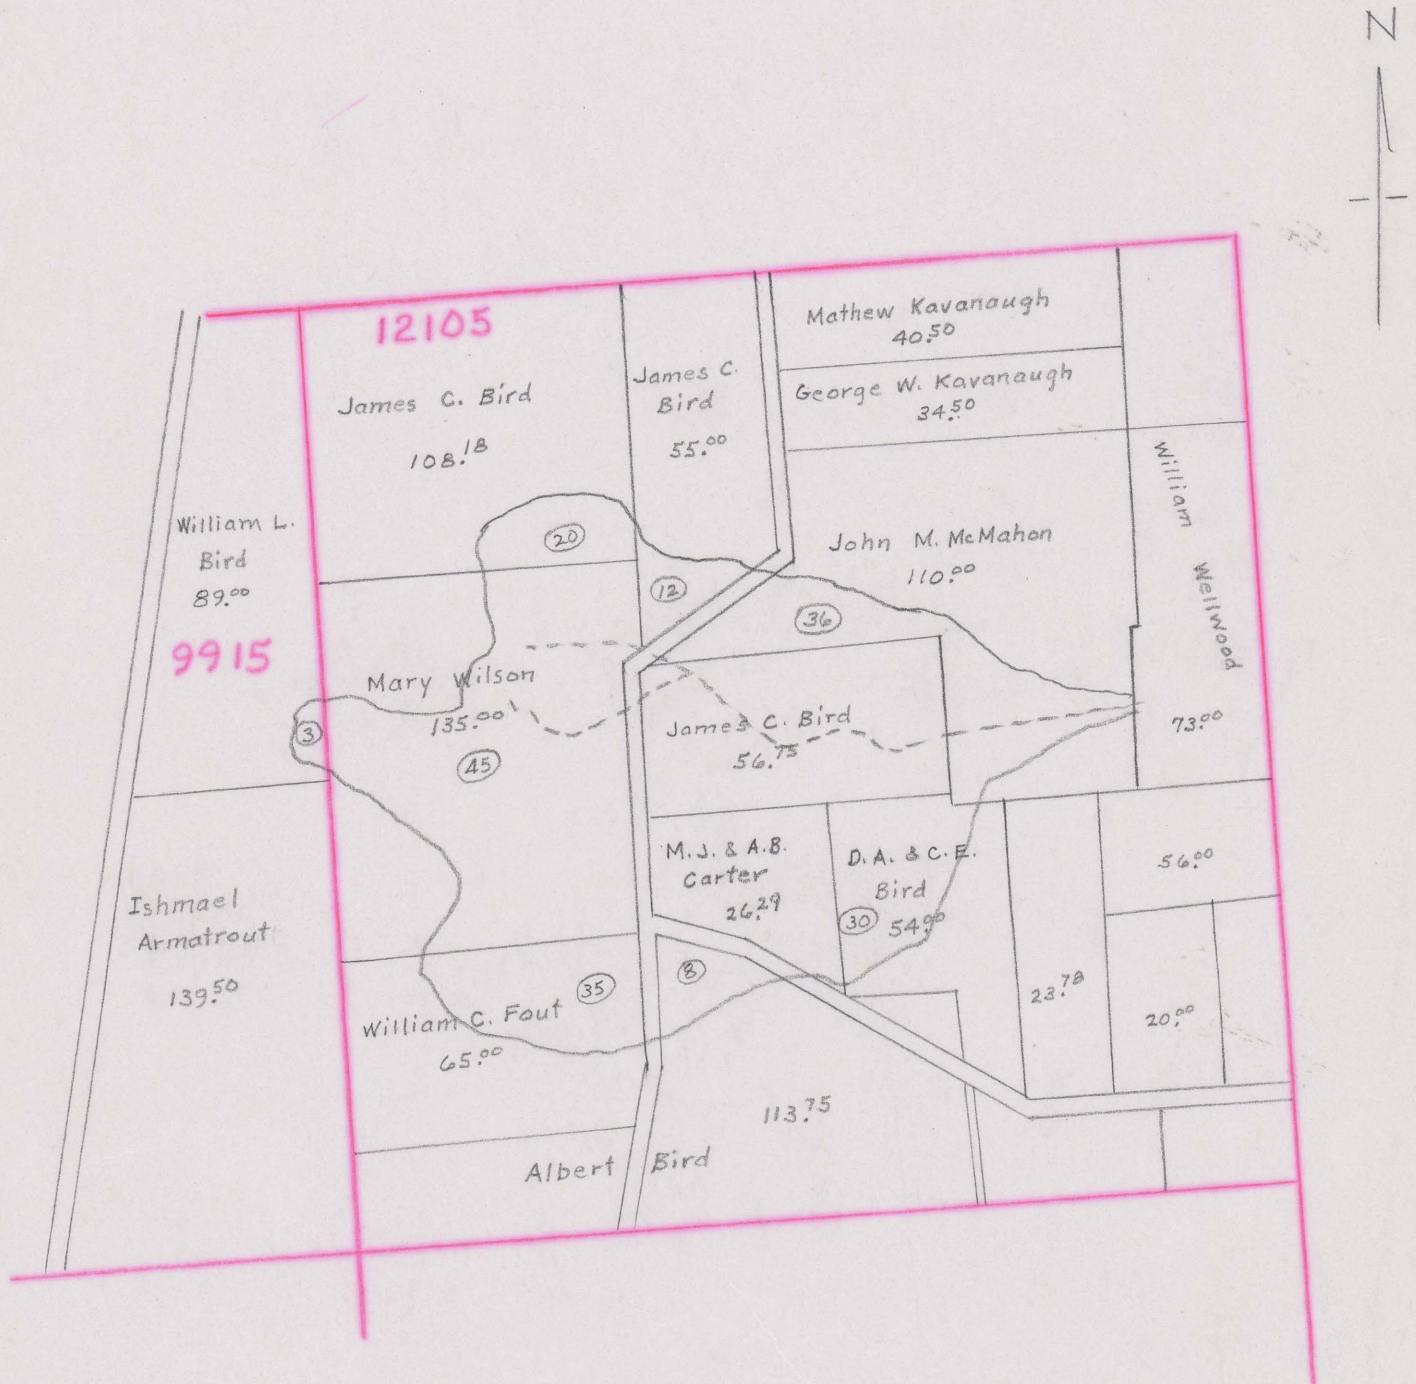 N
12105
James C. Bird
108.18
James C.
Bird
55.00
Mathew Kavanaugh
40.50
George W. Kavanaugh
34.50
John M. McMahon
110.00
William Wellwood
73.00
William L.
Bird
89.00
9915
20
12
36
Mary Wilson
135.00
3
45
James C. Bird
56.75
M. J. & A. B.
Carter
26.29
D. A. & C. E.
Bird
30
54.00
56.00
23.78
20.00
Ishmael
Armatrout
139.50
35
8
William C. Fout
65.00
113.75
Albert Bird